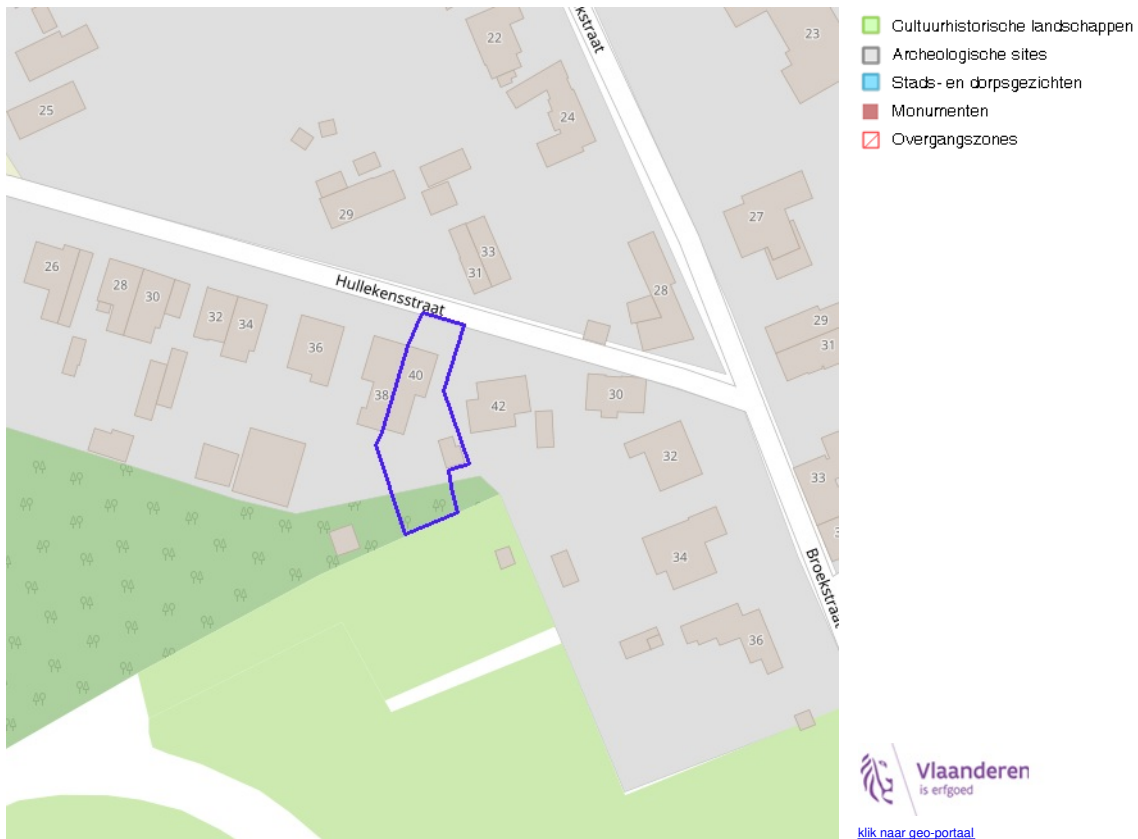 kstraat
22
23
24
25
29
27
33
31
28
26
28
30
32
34
36
Hullekensstraat
29
31
38
40
42
30
32
33
34
36
Broekstraat
Cultuurhistorische landschappen
Archeologische sites
Stads- en dorpsgezichten
Monumenten
Overgangszones
Vlaanderen
is erfgoed
klik naar geo-portaal